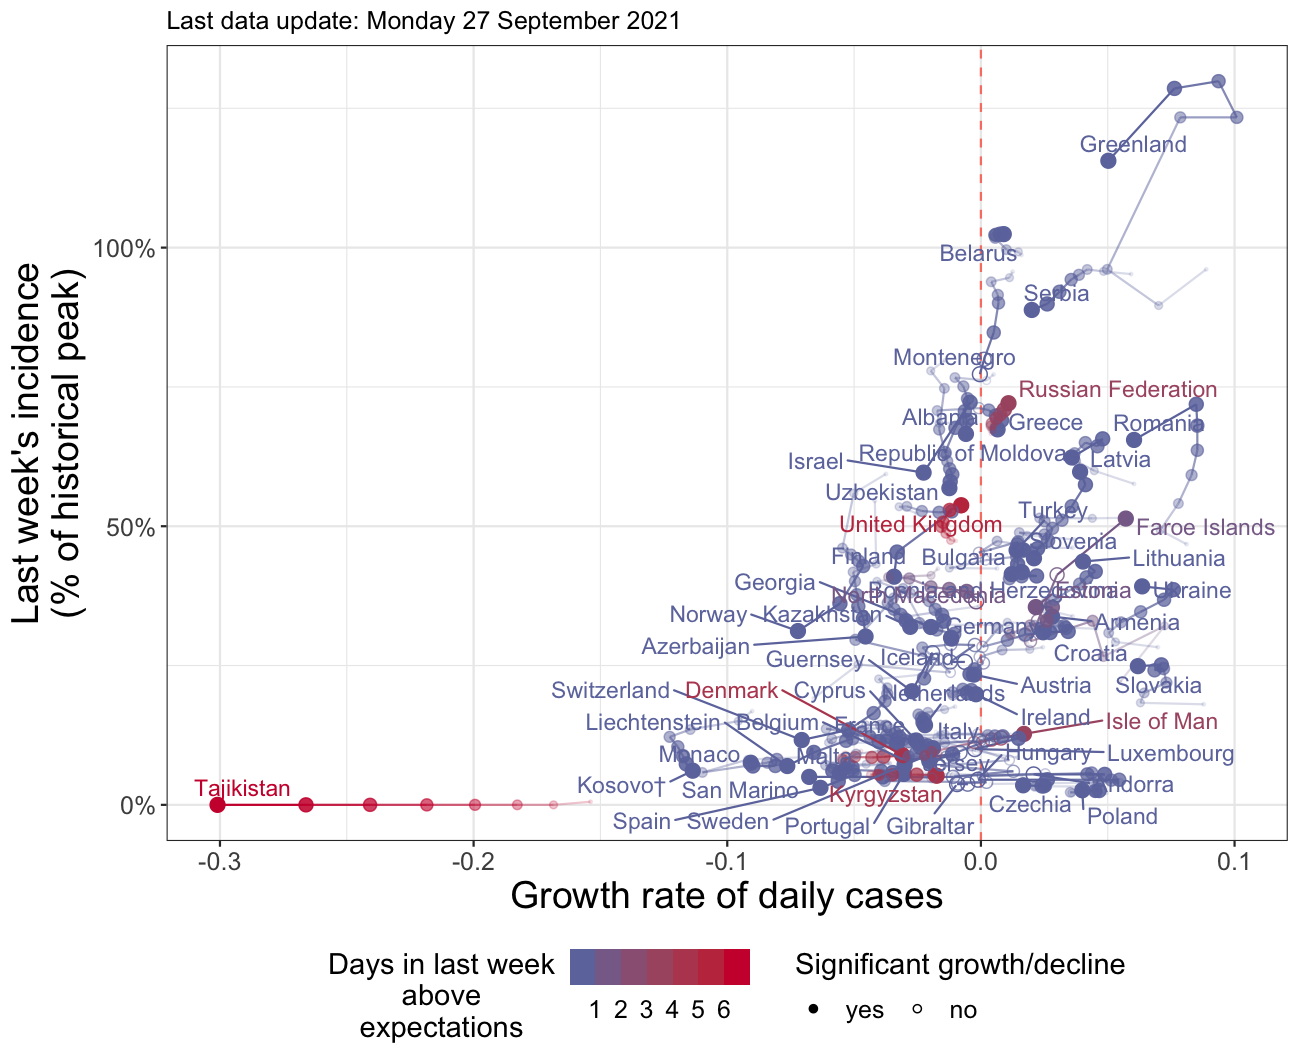 Last data update: Monday 27 September 2021
Last week's incidence
(% of historical peak)
100%
50%
0%
Greenland
Belarus
Serbia
Montenegro
Russian Federation
Albania
Greece
Romania
Israel
Republic of Moldova
Latvia
Uzbekistan
Turkey
United Kingdom
Faroe Islands
Slovenia
Finland
Bulgaria
Lithuania
Georgia
North Macedonia
Bosnia and Herzegovina
Estonia
Ukraine
Norway
Kazakhstan
Germany
Armenia
Azerbaijan
Guernsey
Iceland
Croatia
Switzerland
Denmark
Cyprus
Netherlands
Austria
Slovakia
Liechtenstein
Belgium
France
Italy
Ireland
Isle of Man
Monaco
Malta
Jersey
Hungary
Luxembourg
Kosovo†
San Marino
Kyrgyzstan
Andorra
Tajikistan
Czechia
Spain
Sweden
Portugal
Gibraltar
Poland
-0.3
-0.2
-0.1
0.0
0.1
Growth rate of daily cases
Days in last week
above
expectations
1 2 3 4 5 6
Significant growth/decline
yes
no